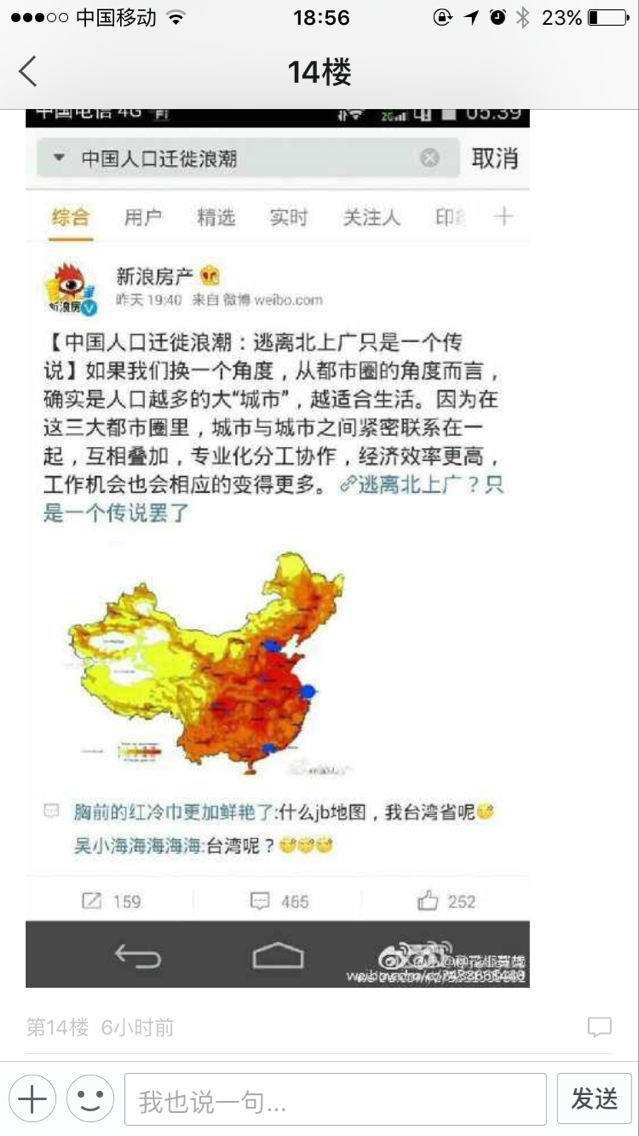 中国移动
18:56
23%
14楼
中国电信 4G
2G
05:39
中国人口迁徙浪潮
取消
综合 用户 精选 实时 关注人
新浪房产
昨天 19:40 来自 微博 weibo.com
【中国人口迁徙浪潮：逃离北上广只是一个传
说】如果我们换一个角度，从都市圈的角度而言，
确实是人口越多的大“城市”，越适合生活。因为在
这三大都市圈里，城市与城市之间紧密联系在一
起，互相叠加，专业化分工协作，经济效率更高，
工作机会也会相应的变得更多。逃离北上广？只
是一个传说罢了
胸前的红冷巾更加鲜艳了:什么jb地图，我台湾省呢
吴小海海海海海:台湾呢？
159 465 252
第14楼 6小时前
我也说一句...
发送